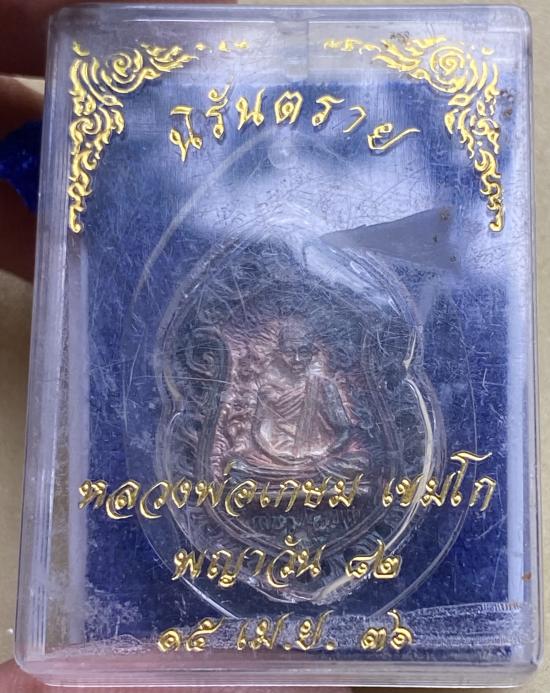 นิรันตราย
หลวงพ่อเกษม เขมโก
พญาวัน ๘๒
๑๕ เม.ย. ๓๖